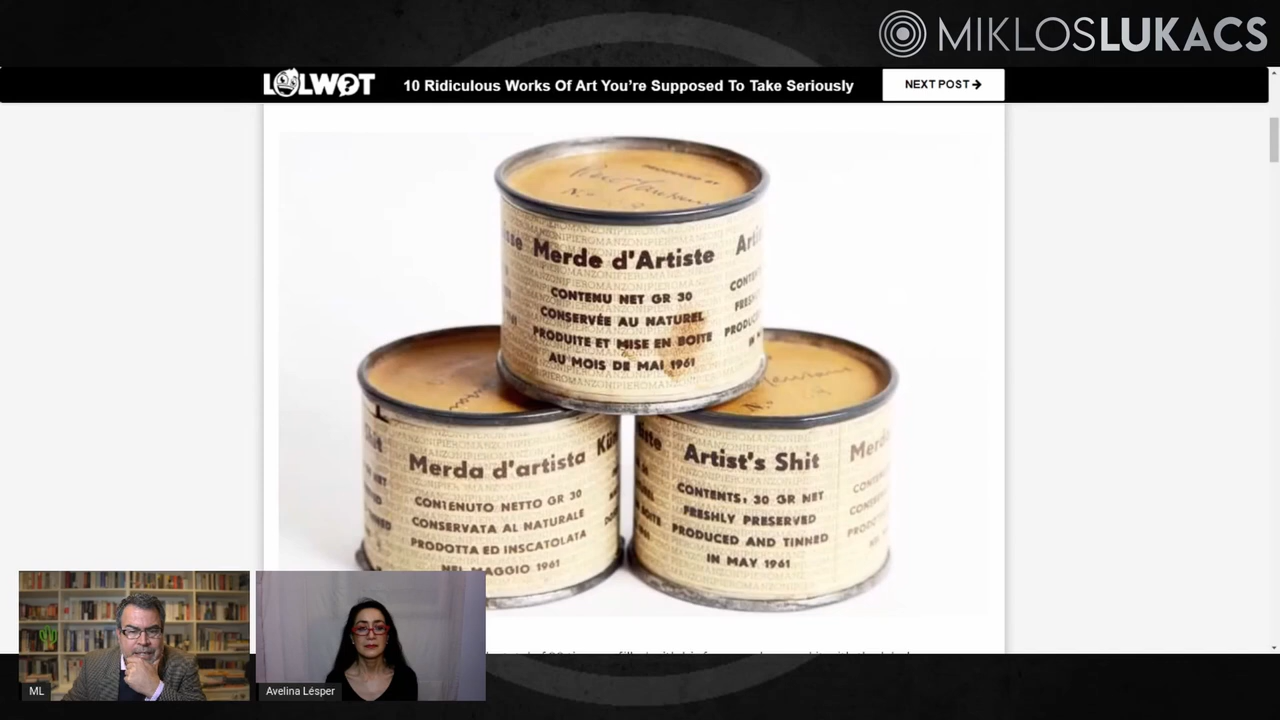 MIKLOSLUKACS
LOLWOT
10 Ridiculous Works Of Art You're Supposed To Take Seriously
NEXT POST →
PRODUCED BY
Merde d'Artiste
CONTENU NET GR 30
CONSERVÉE AU NATUREL
PRODUITE ET MISE EN BOITE
AU MOIS DE MAI 1961
PIEROMANZONIPIEROMANZONI
Merda d'artista
CONTENUTO NETTO GR 30
CONSERVATA AL NATURALE
PRODOTTA ED INSCATOLATA
NEL MAGGIO 1961
Artist's Shit
CONTENTS: 30 GR NET
FRESHLY PRESERVED
PRODUCED AND TINNED
IN MAY 1961
ML
Avelina Lésper